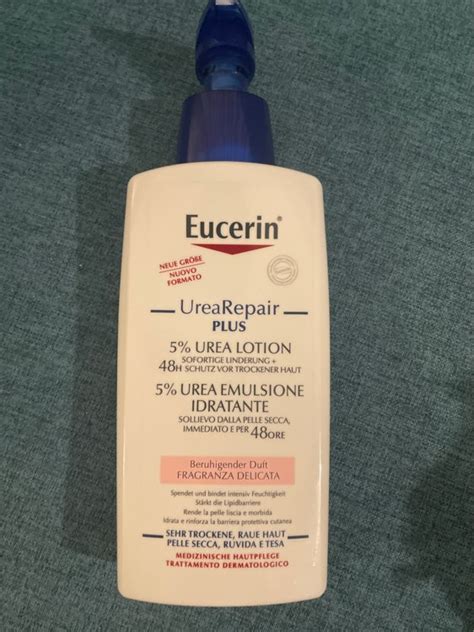 Eucerin®
NEUE GRÖßE
NUOVO
FORMATO
UreaRepair
PLUS
5% UREA LOTION
SOFORTIGE LINDERUNG +
48H SCHUTZ VOR TROCKENER HAUT
5% UREA EMULSIONE
IDRATANTE
SOLLIEVO DALLA PELLE SECCA,
IMMEDIATO E PER 48 ORE
Beruhigender Duft
FRAGRANZA DELICATA
Spendet und bindet intensiv Feuchtigkeit
Stärkt die Lipidbarriere
Rende la pelle liscia e morbida
Idrata e rinforza la barriera protettiva cutanea
SEHR TROCKENE, RAUE HAUT
PELLE SECCA, RUVIDA E TESA
MEDIZINISCHE HAUTPFLEGE
TRATTAMENTO DERMATOLOGICO